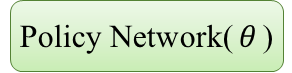 Policy Network( θ )